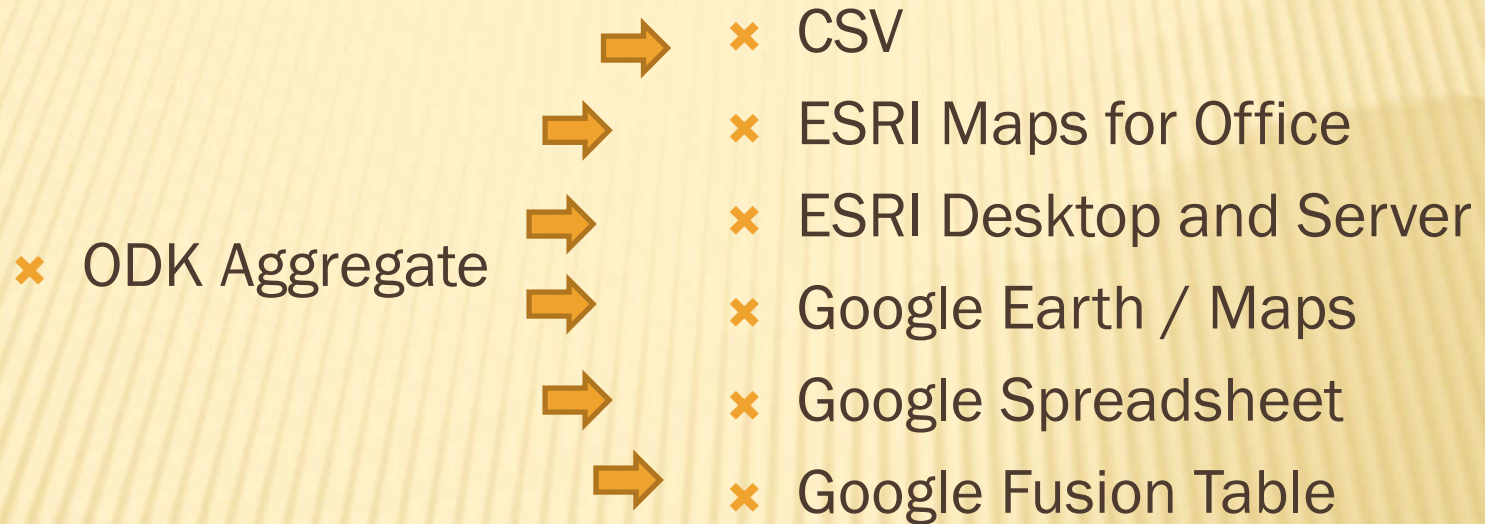 ODK Aggregate
CSV
ESRI Maps for Office
ESRI Desktop and Server
Google Earth / Maps
Google Spreadsheet
Google Fusion Table